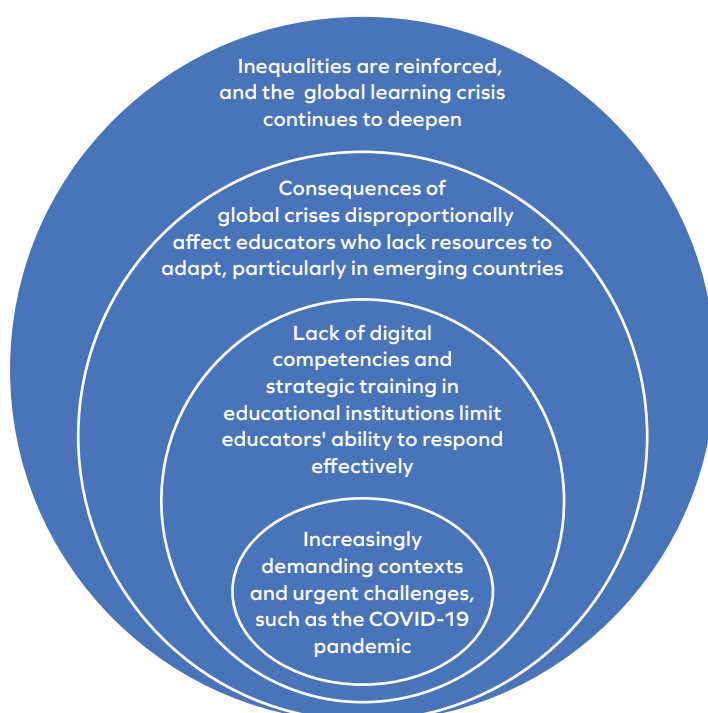 Inequalities are reinforced,
and the global learning crisis
continues to deepen
Consequences of
global crises disproportionally
affect educators who lack resources to
adapt, particularly in emerging countries
Lack of digital
competencies and
strategic training in
educational institutions limit
educators' ability to respond
effectively
Increasingly
demanding contexts
and urgent challenges,
such as the COVID-19
pandemic